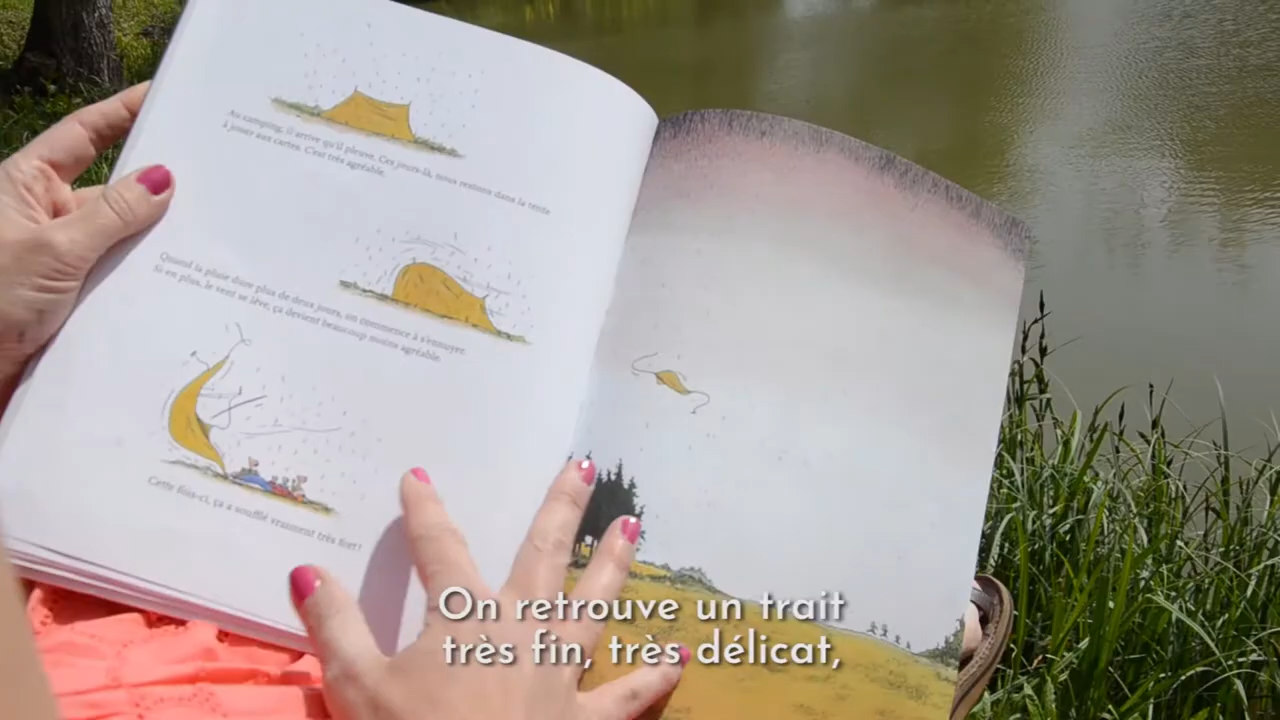 Au camping, il arrive qu'il pleuve. Ces jours-là, nous restons dans la tente
à jouer aux cartes. C'est très agréable.
Quand la pluie dure plus de deux jours, on commence à s'ennuyer.
Si en plus, le vent se lève, ça devient beaucoup moins agréable.
Cette fois-ci, ça a soufflé vraiment très fort !
On retrouve un trait
très fin, très délicat,